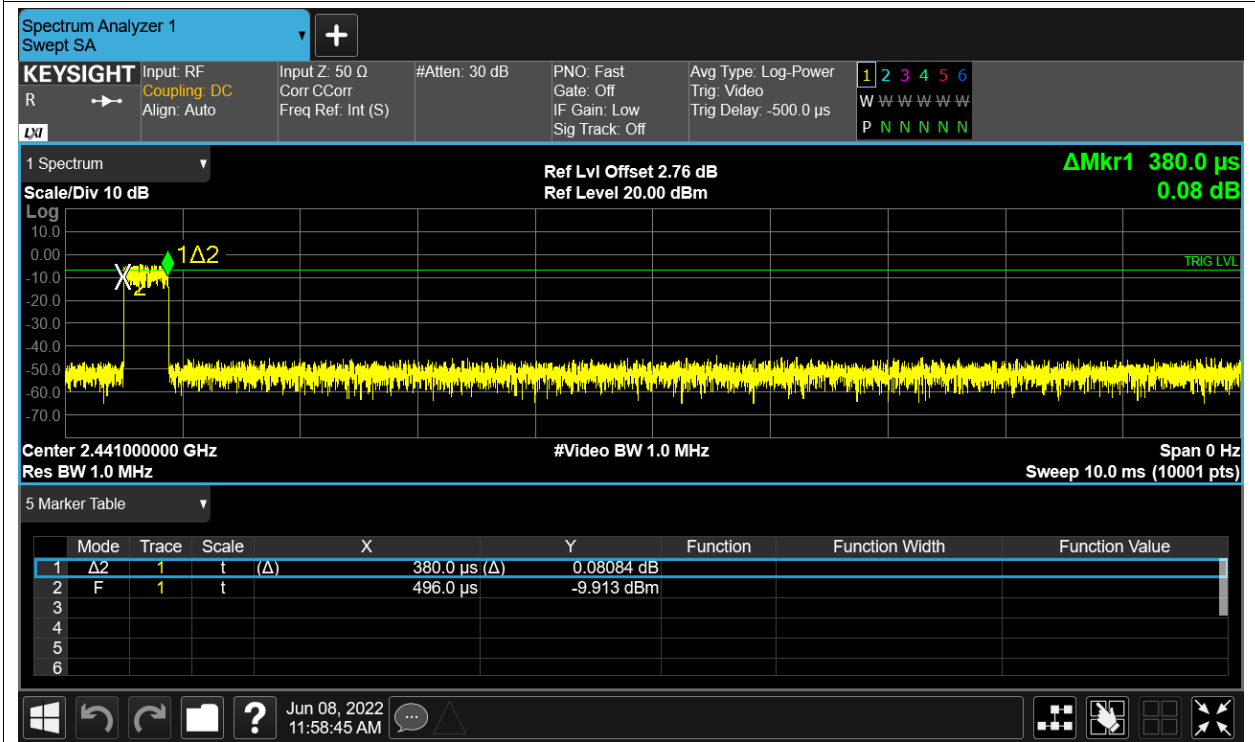 Spectrum Analyzer 1
Swept SA
+
KEYSIGHT Input: RF Input Z: 50 Ω #Atten: 30 dB PNO: Fast Avg Type: Log-Power 1 2 3 4 5 6
R Coupling: DC Corr CCorr Gate: Off Trig: Video W W W W W W
Align: Auto Freq Ref: Int (S) IF Gain: Low Trig Delay: -500.0 µs
LXI Sig Track: Off P N N N N N
1 Spectrum Ref Lvl Offset 2.76 dB ΔMkr1 380.0 µs
Scale/Div 10 dB Ref Level 20.00 dBm 0.08 dB
Log
10.0
0.00 1Δ2
TRIG LVL
-10.0 X 2
-20.0
-30.0
-40.0
-50.0
-60.0
-70.0
Center 2.441000000 GHz #Video BW 1.0 MHz Span 0 Hz
Res BW 1.0 MHz Sweep 10.0 ms (10001 pts)
5 Marker Table
Mode Trace Scale X Y Function Function Width Function Value
1 Δ2 1 t (Δ) 380.0 µs (Δ) 0.08084 dB
2 F 1 t 496.0 µs -9.913 dBm
3
4
5
6
? Jun 08, 2022
11:58:45 AM